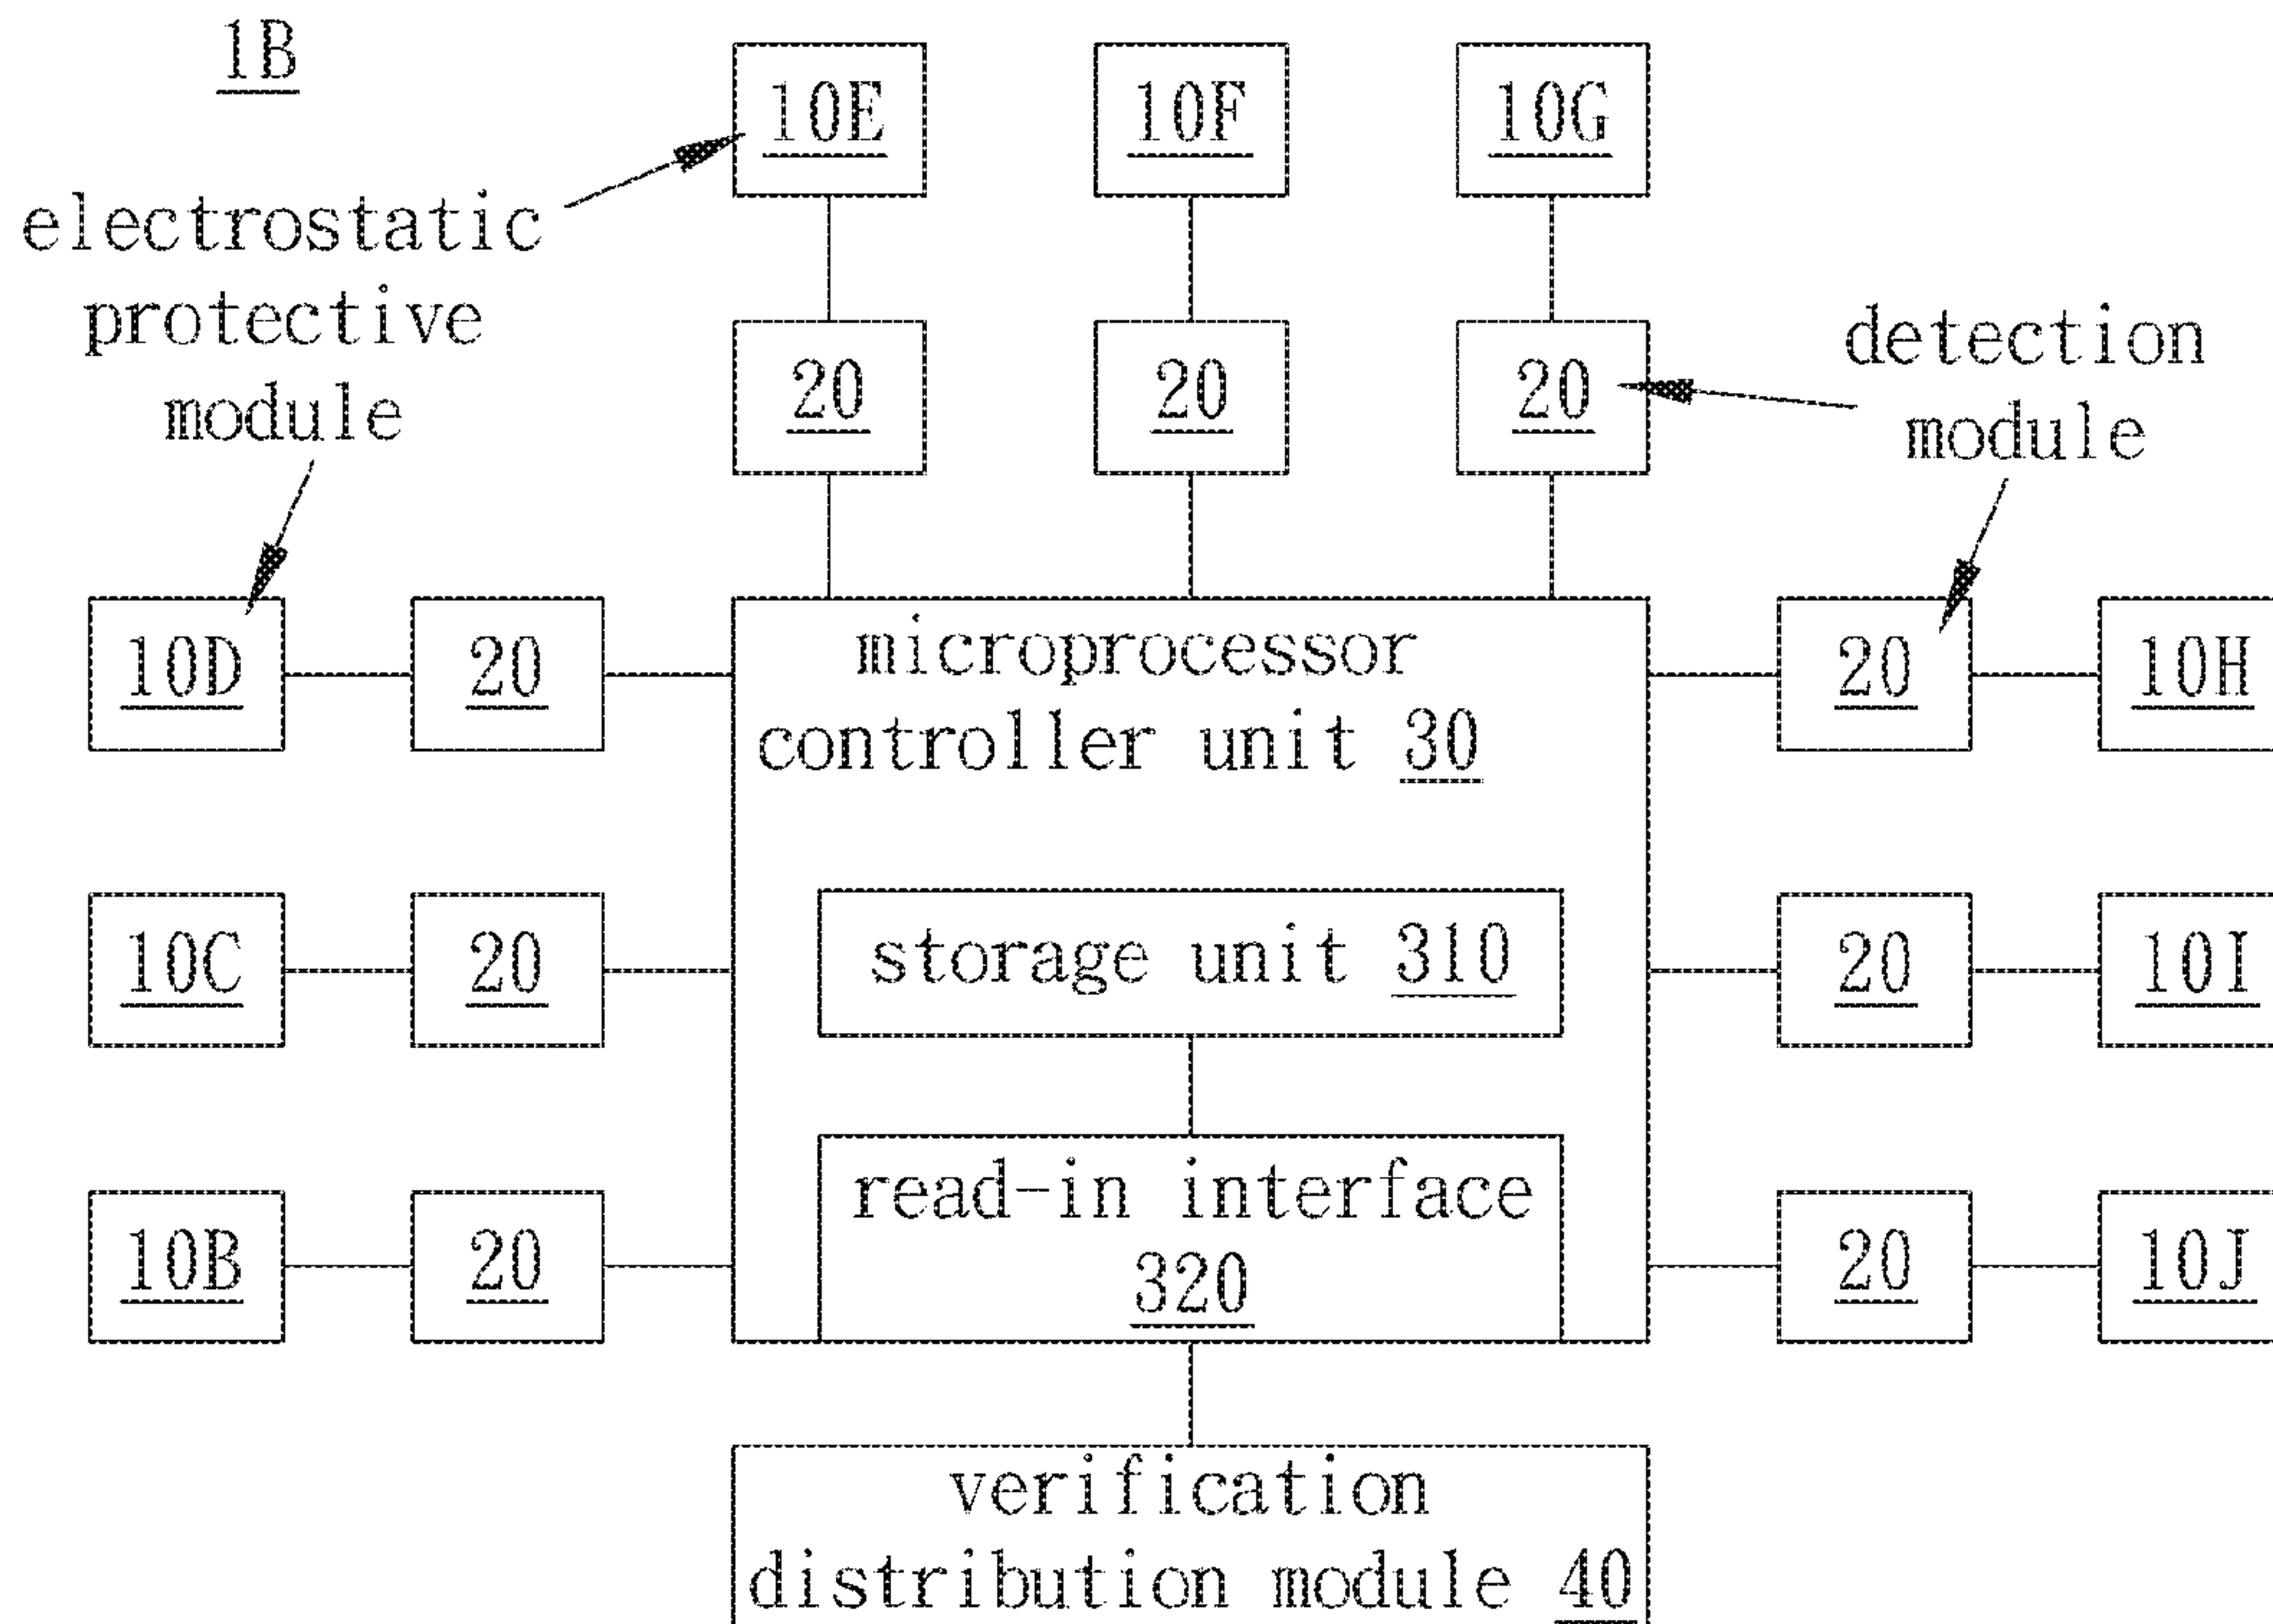 1B
10E
10F
10G
electrostatic
protective
module
20
20
20
detection
module
10D
20
microprocessor
controller unit 30
20
10H
10C
20
storage unit 310
20
10I
10B
20
read-in interface
320
20
10J
verification
distribution module 40